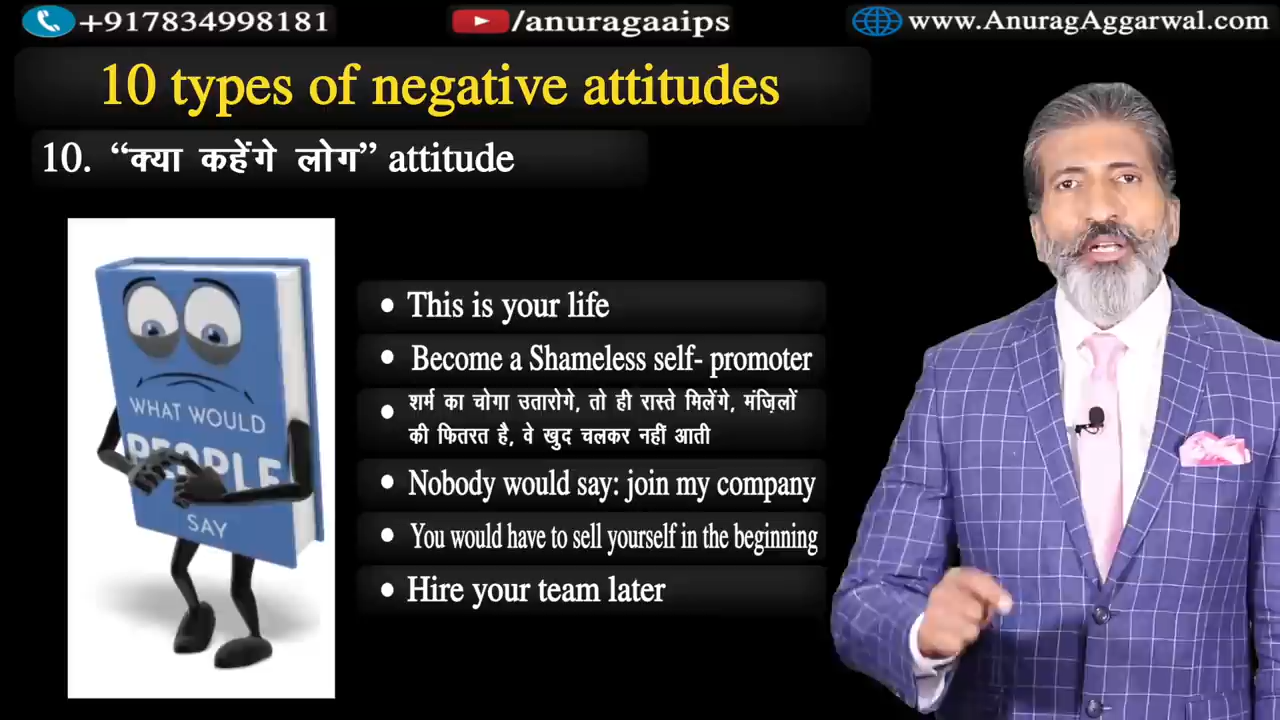 +917834998181
/anuragaaips
www.AnuragAggarwal.com
10 types of negative attitudes
10. “क्या कहेंगे लोग” attitude
WHAT WOULD
PEOPLE
SAY
• This is your life
• Become a Shameless self- promoter
• शर्म का चोगा उतारोगे, तो ही रास्ते मिलेंगे, मंज़िलों
की फितरत है, वे खुद चलकर नहीं आती
• Nobody would say: join my company
• You would have to sell yourself in the beginning
• Hire your team later